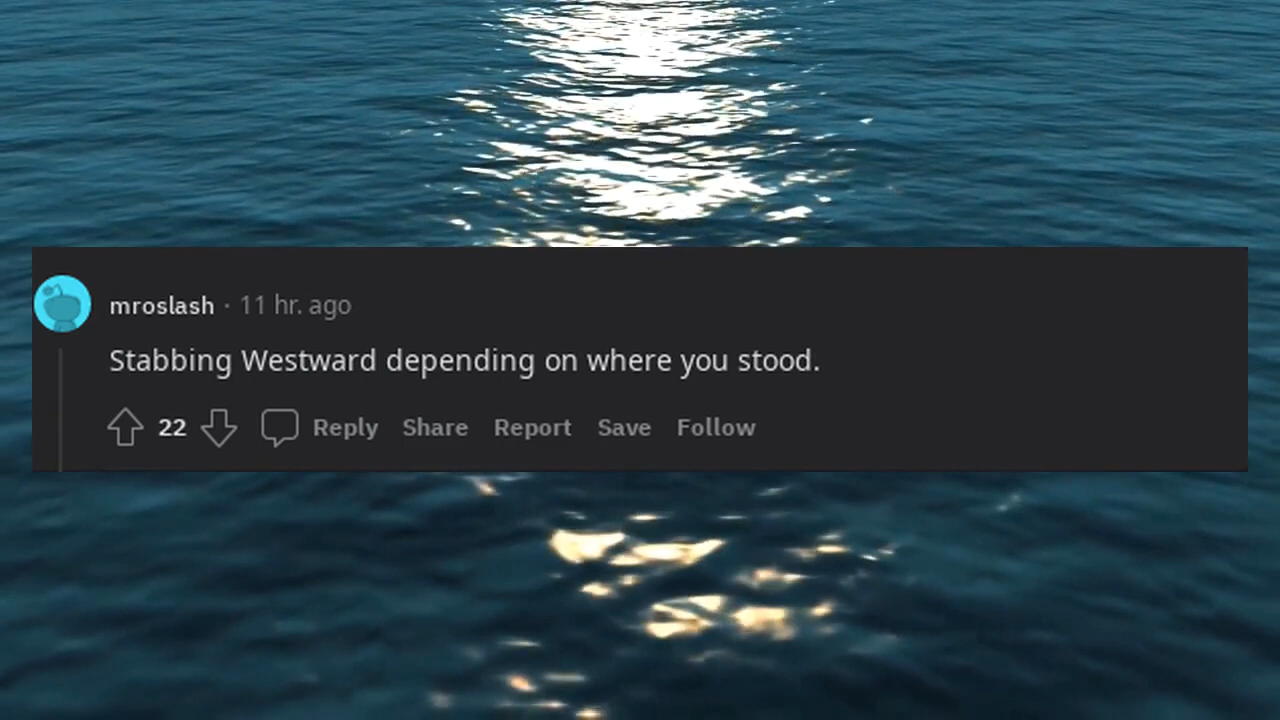 mroslash · 11 hr. ago
Stabbing Westward depending on where you stood.
22 Reply Share Report Save Follow